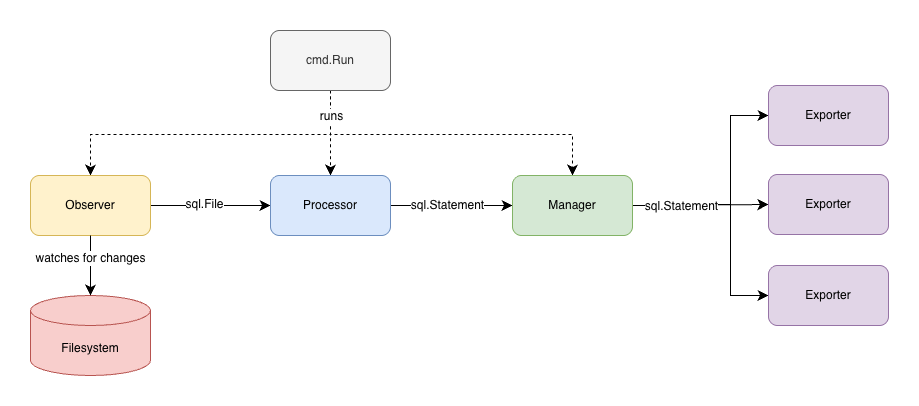 cmd.Run
runs
Exporter
Observer
sql.File
Processor
sql.Statement
Manager
sql.Statement
Exporter
watches for changes
Exporter
Filesystem